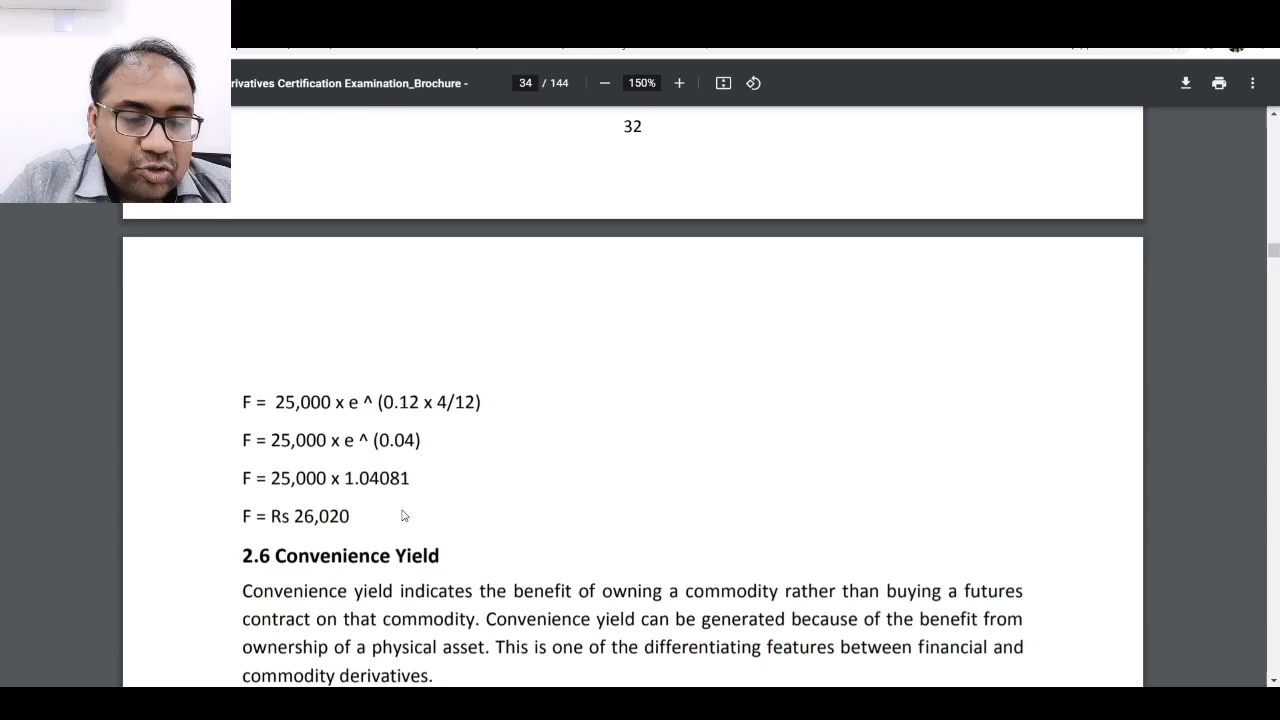 rivatives Certification Examination_Brochure -
34 / 144
150%
32
F = 25,000 x e ^ (0.12 x 4/12)
F = 25,000 x e ^ (0.04)
F = 25,000 x 1.04081
F = Rs 26,020
2.6 Convenience Yield
Convenience yield indicates the benefit of owning a commodity rather than buying a futures
contract on that commodity. Convenience yield can be generated because of the benefit from
ownership of a physical asset. This is one of the differentiating features between financial and
commodity derivatives.